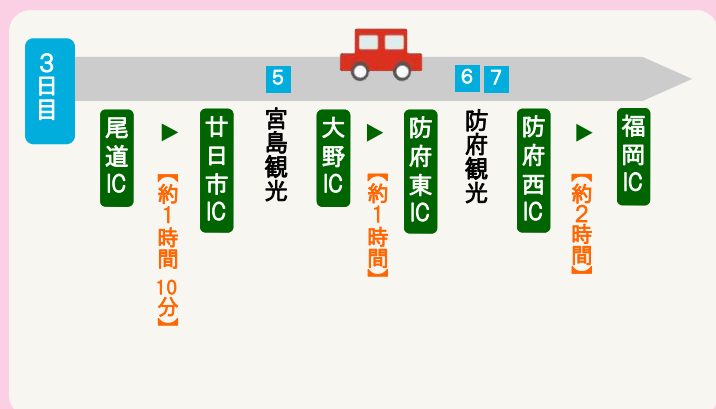 3日目
尾道IC
【約1時間10分】
廿日市IC
5
宮島観光
大野IC
【約1時間】
防府東IC
6 7
防府観光
防府西IC
【約2時間】
福岡IC